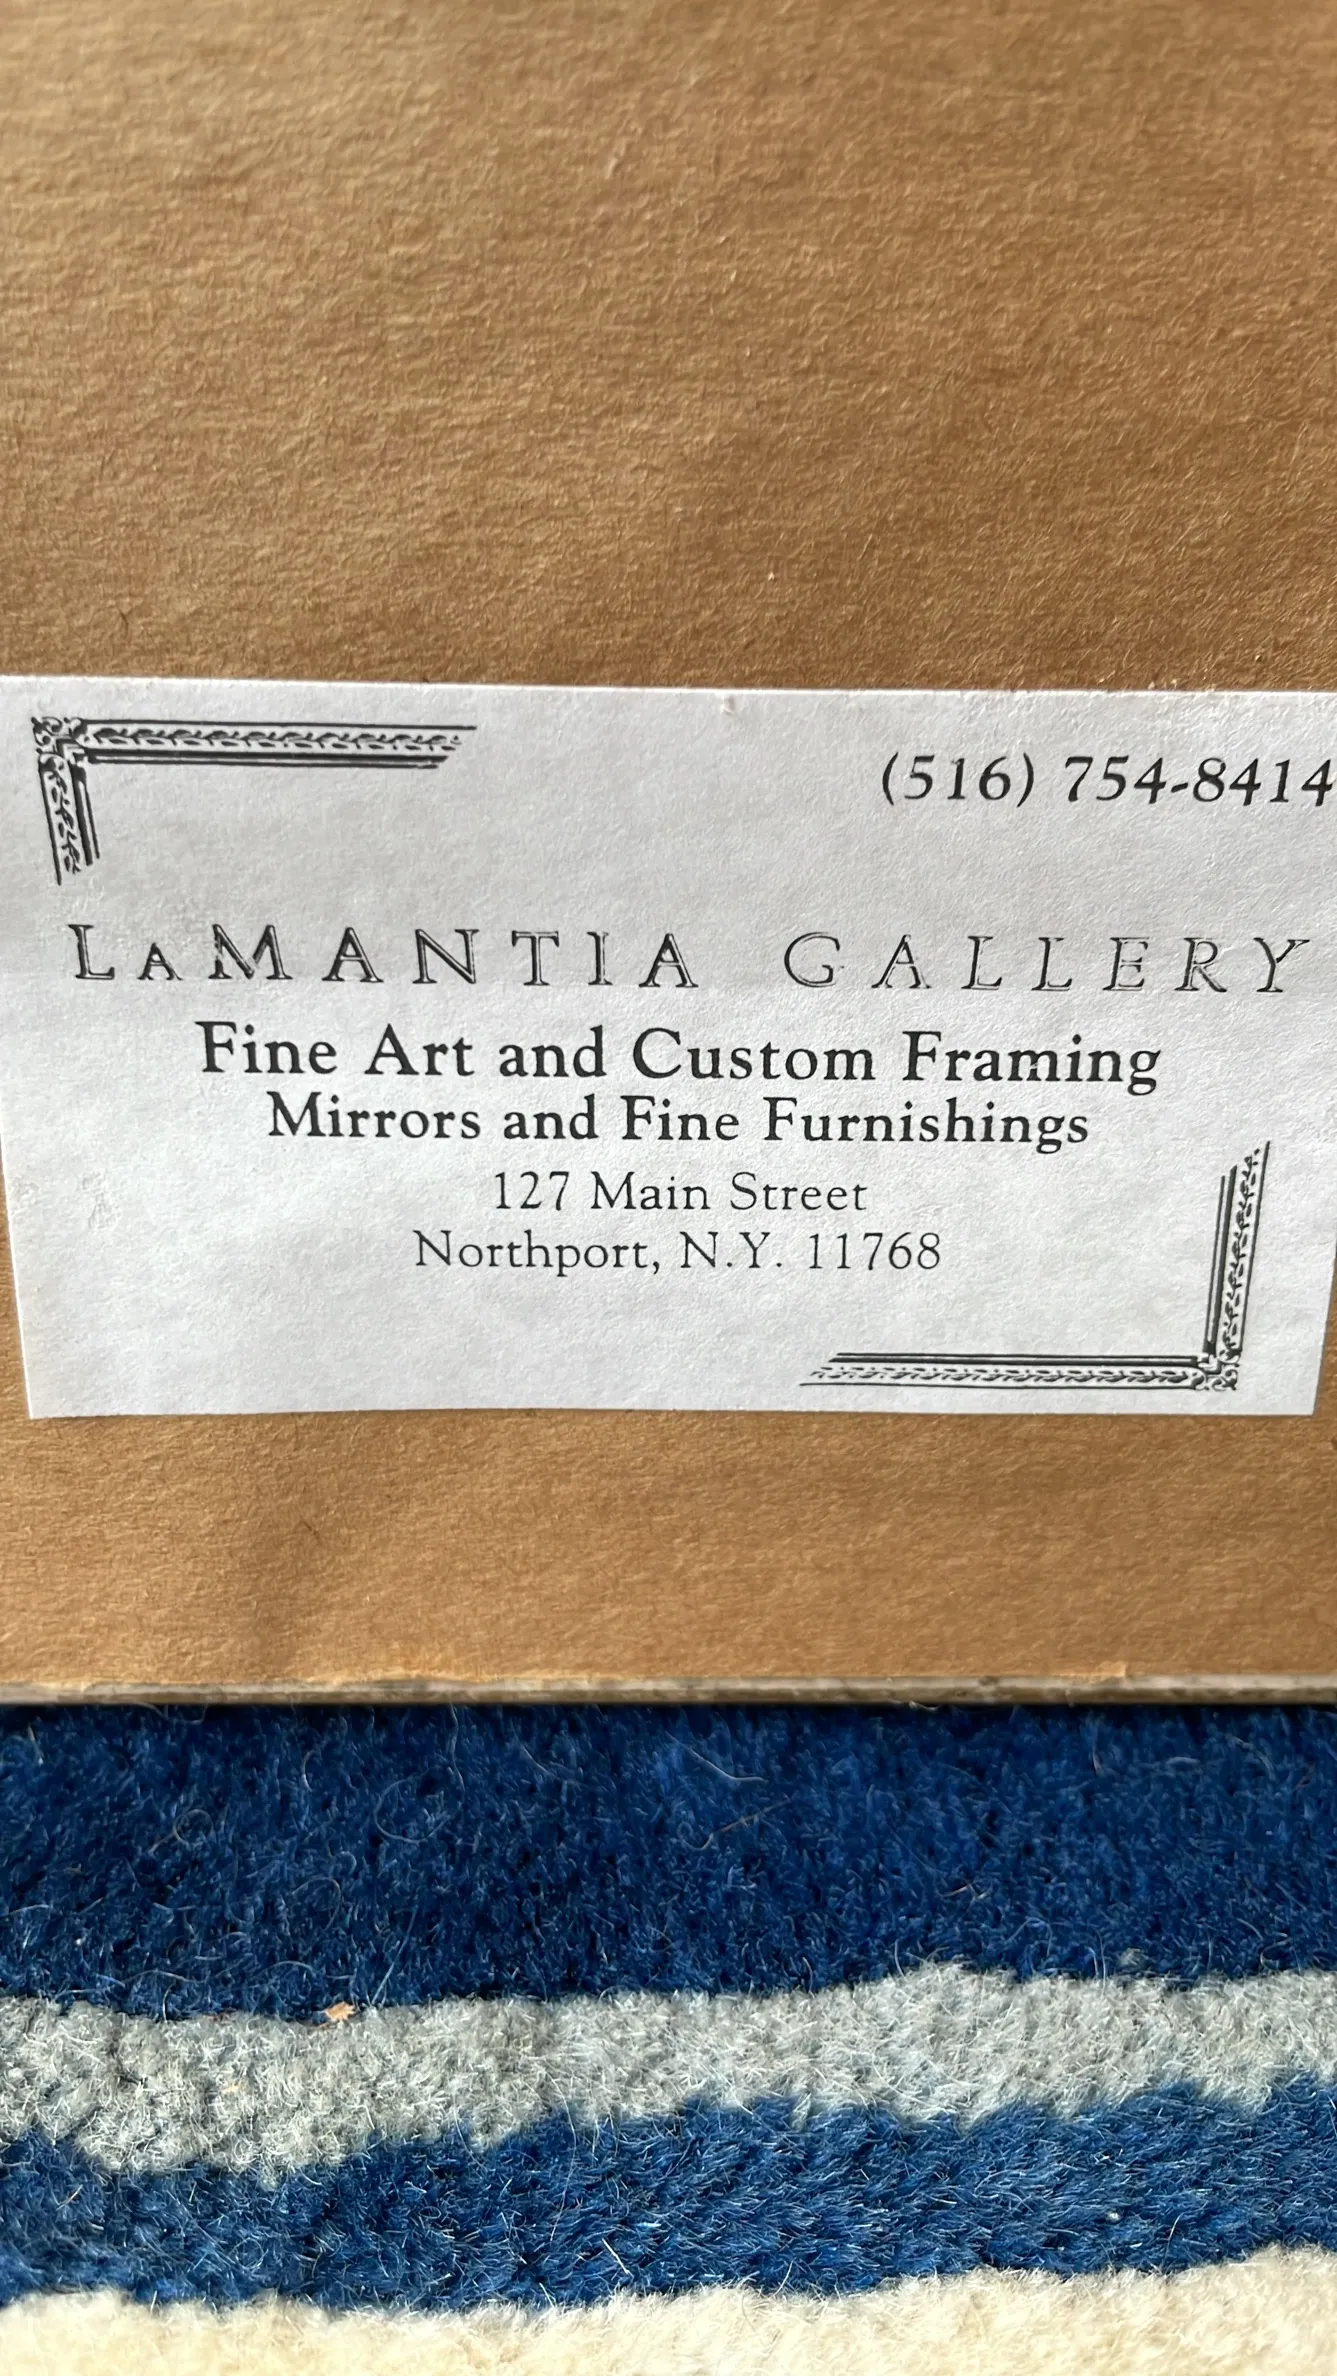 (516) 754-8414
LAMANTIA GALLERY
Fine Art and Custom Framing
Mirrors and Fine Furnishings
127 Main Street
Northport, N.Y. 11768